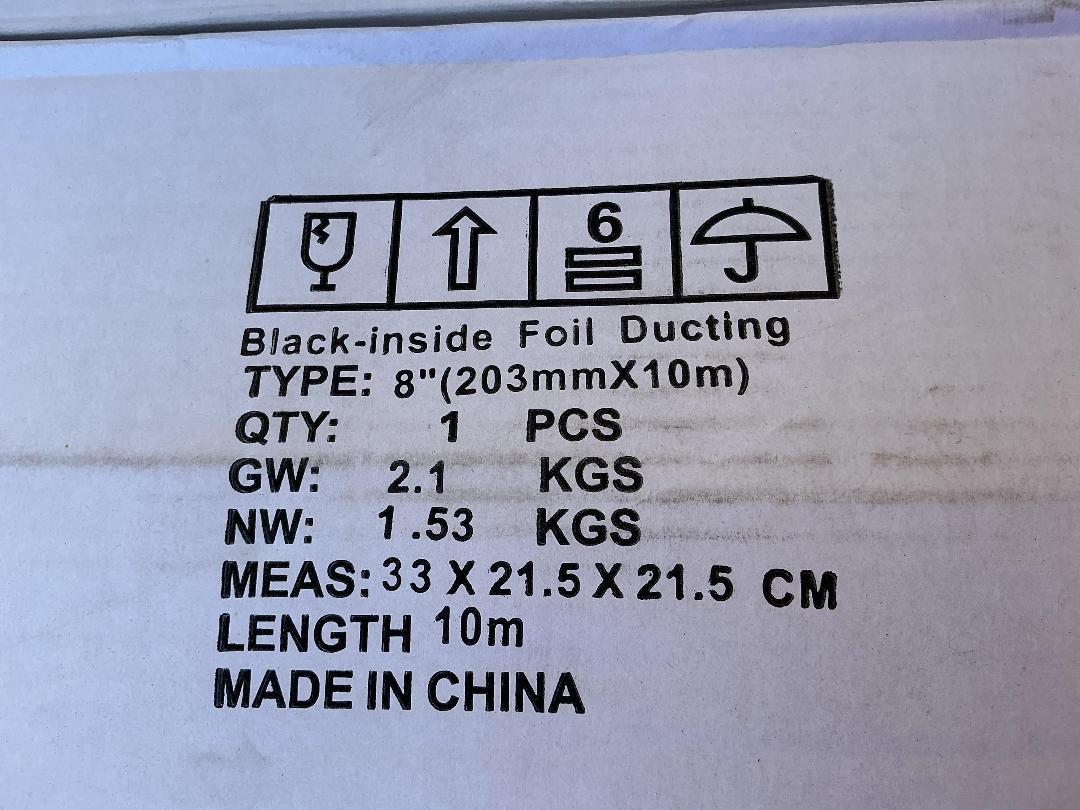 6
Black-inside Foil Ducting
TYPE: 8"(203mmX10m)
QTY: 1 PCS
GW: 2.1 KGS
NW: 1.53 KGS
MEAS: 33 X 21.5 X 21.5 CM
LENGTH 10m
MADE IN CHINA